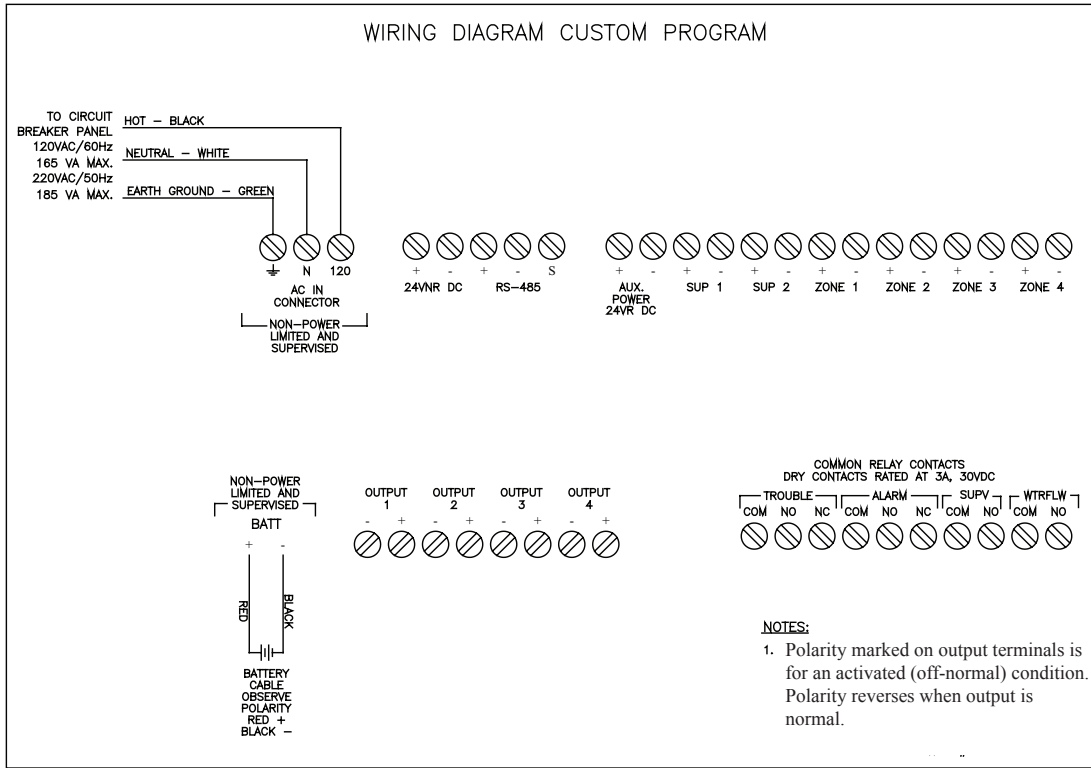 WIRING DIAGRAM CUSTOM PROGRAM
TO CIRCUIT
BREAKER PANEL
120VAC/60Hz
165 VA MAX.
220VAC/50Hz
185 VA MAX.
HOT – BLACK
NEUTRAL – WHITE
EARTH GROUND – GREEN
N 120
AC IN
CONNECTOR
NON-POWER
LIMITED AND
SUPERVISED
+ - + - S
24VNR DC RS-485
+ - + - + - + - + - + - + -
AUX.
POWER
24VR DC
SUP 1 SUP 2 ZONE 1 ZONE 2 ZONE 3 ZONE 4
NON-POWER
LIMITED AND
SUPERVISED
BATT
+ -
RED
BLACK
BATTERY
CABLE
OBSERVE
POLARITY
RED +
BLACK –
OUTPUT OUTPUT OUTPUT OUTPUT
1 2 3 4
- + - + - + - +
COMMON RELAY CONTACTS
DRY CONTACTS RATED AT 3A, 30VDC
TROUBLE ALARM SUPV WTRFLW
COM NO NC COM NO NC COM NO COM NO
NOTES:
1. Polarity marked on output terminals is
for an activated (off-normal) condition.
Polarity reverses when output is
normal.